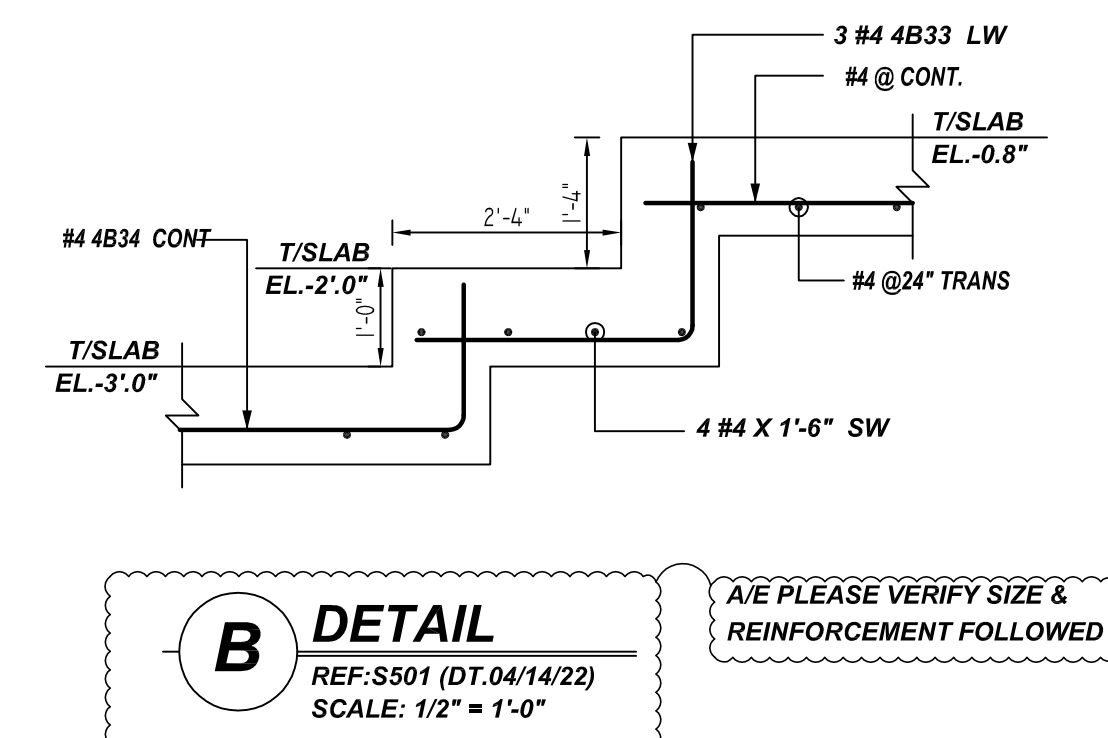 3 #4 4B33 LW
#4 @ CONT.
T/SLAB
EL.-0.8"
1'-4"
2'-4"
#4 4B34 CONT
T/SLAB
EL.-2'.0"
1'-0"
#4 @24" TRANS
T/SLAB
EL.-3'.0"
4 #4 X 1'-6" SW
B
DETAIL
REF:S501 (DT.04/14/22)
SCALE: 1/2" = 1'-0"
A/E PLEASE VERIFY SIZE &
REINFORCEMENT FOLLOWED